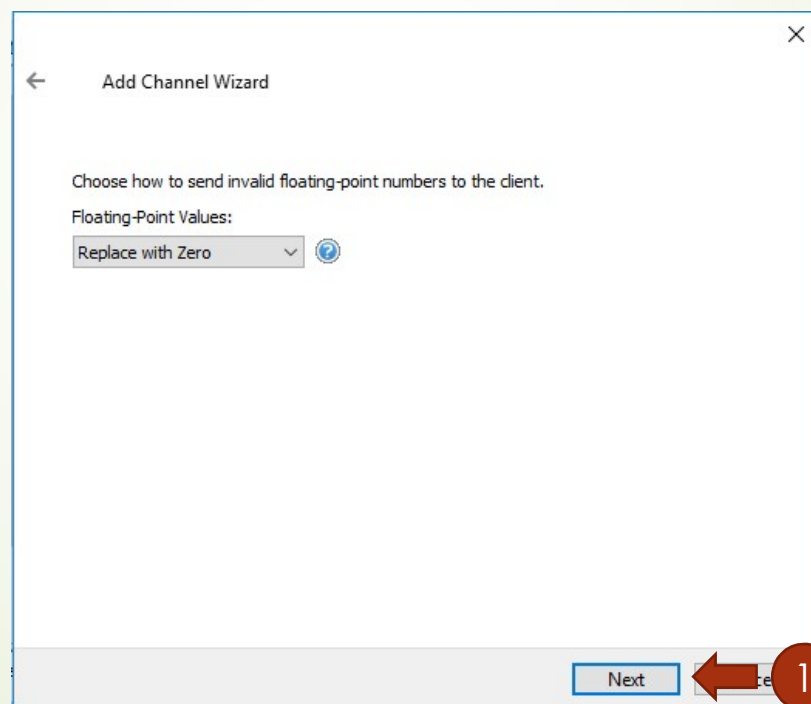 Add Channel Wizard
Choose how to send invalid floating-point numbers to the client.
Floating-Point Values:
Replace with Zero
Next
1